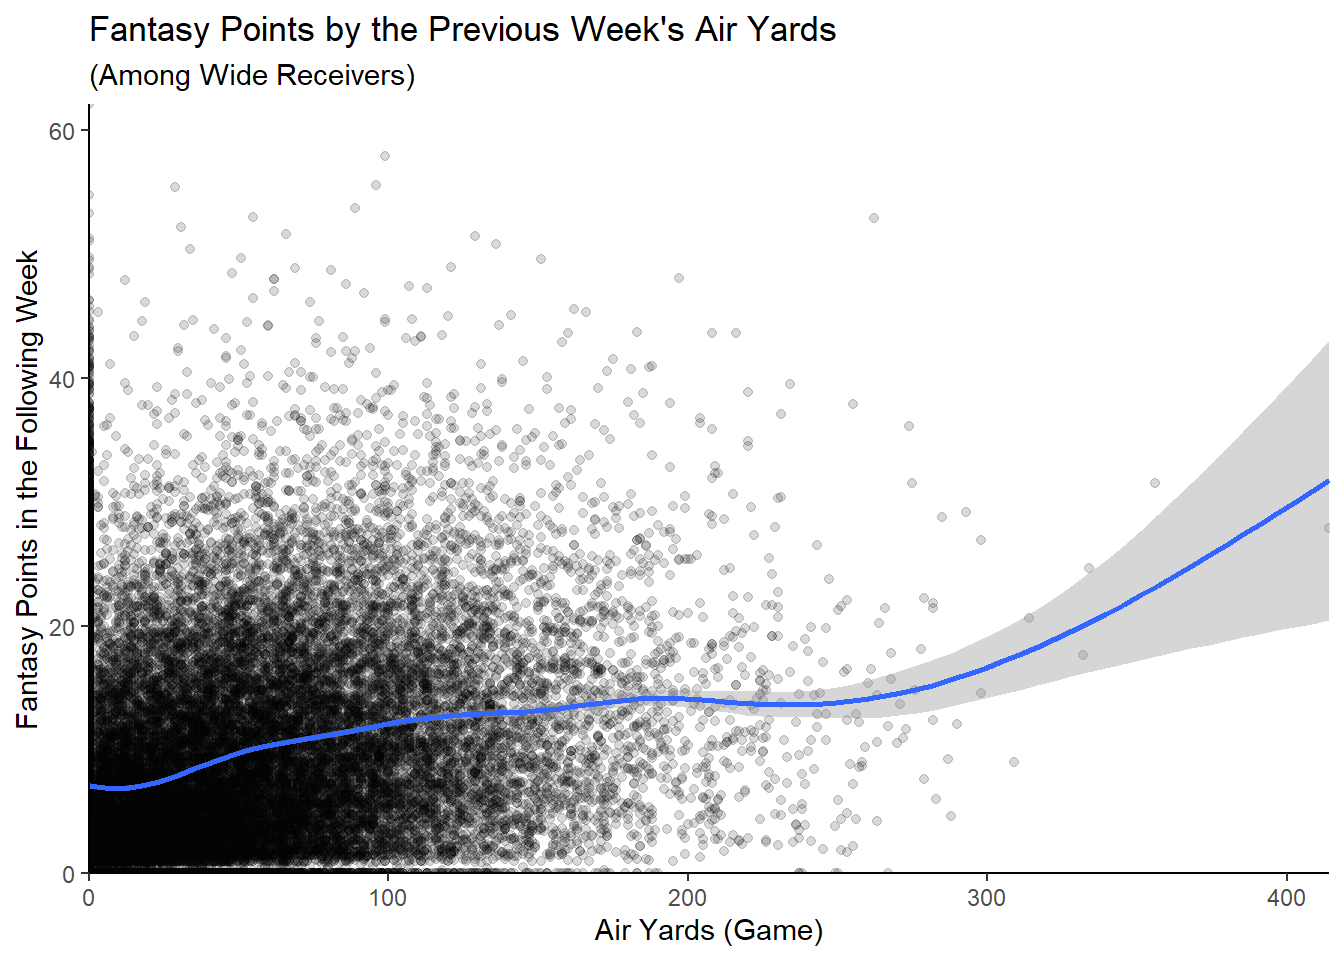 Fantasy Points by the Previous Week's Air Yards
(Among Wide Receivers)
Fantasy Points in the Following Week
60
40
20
0
0 100 200 300 400
Air Yards (Game)